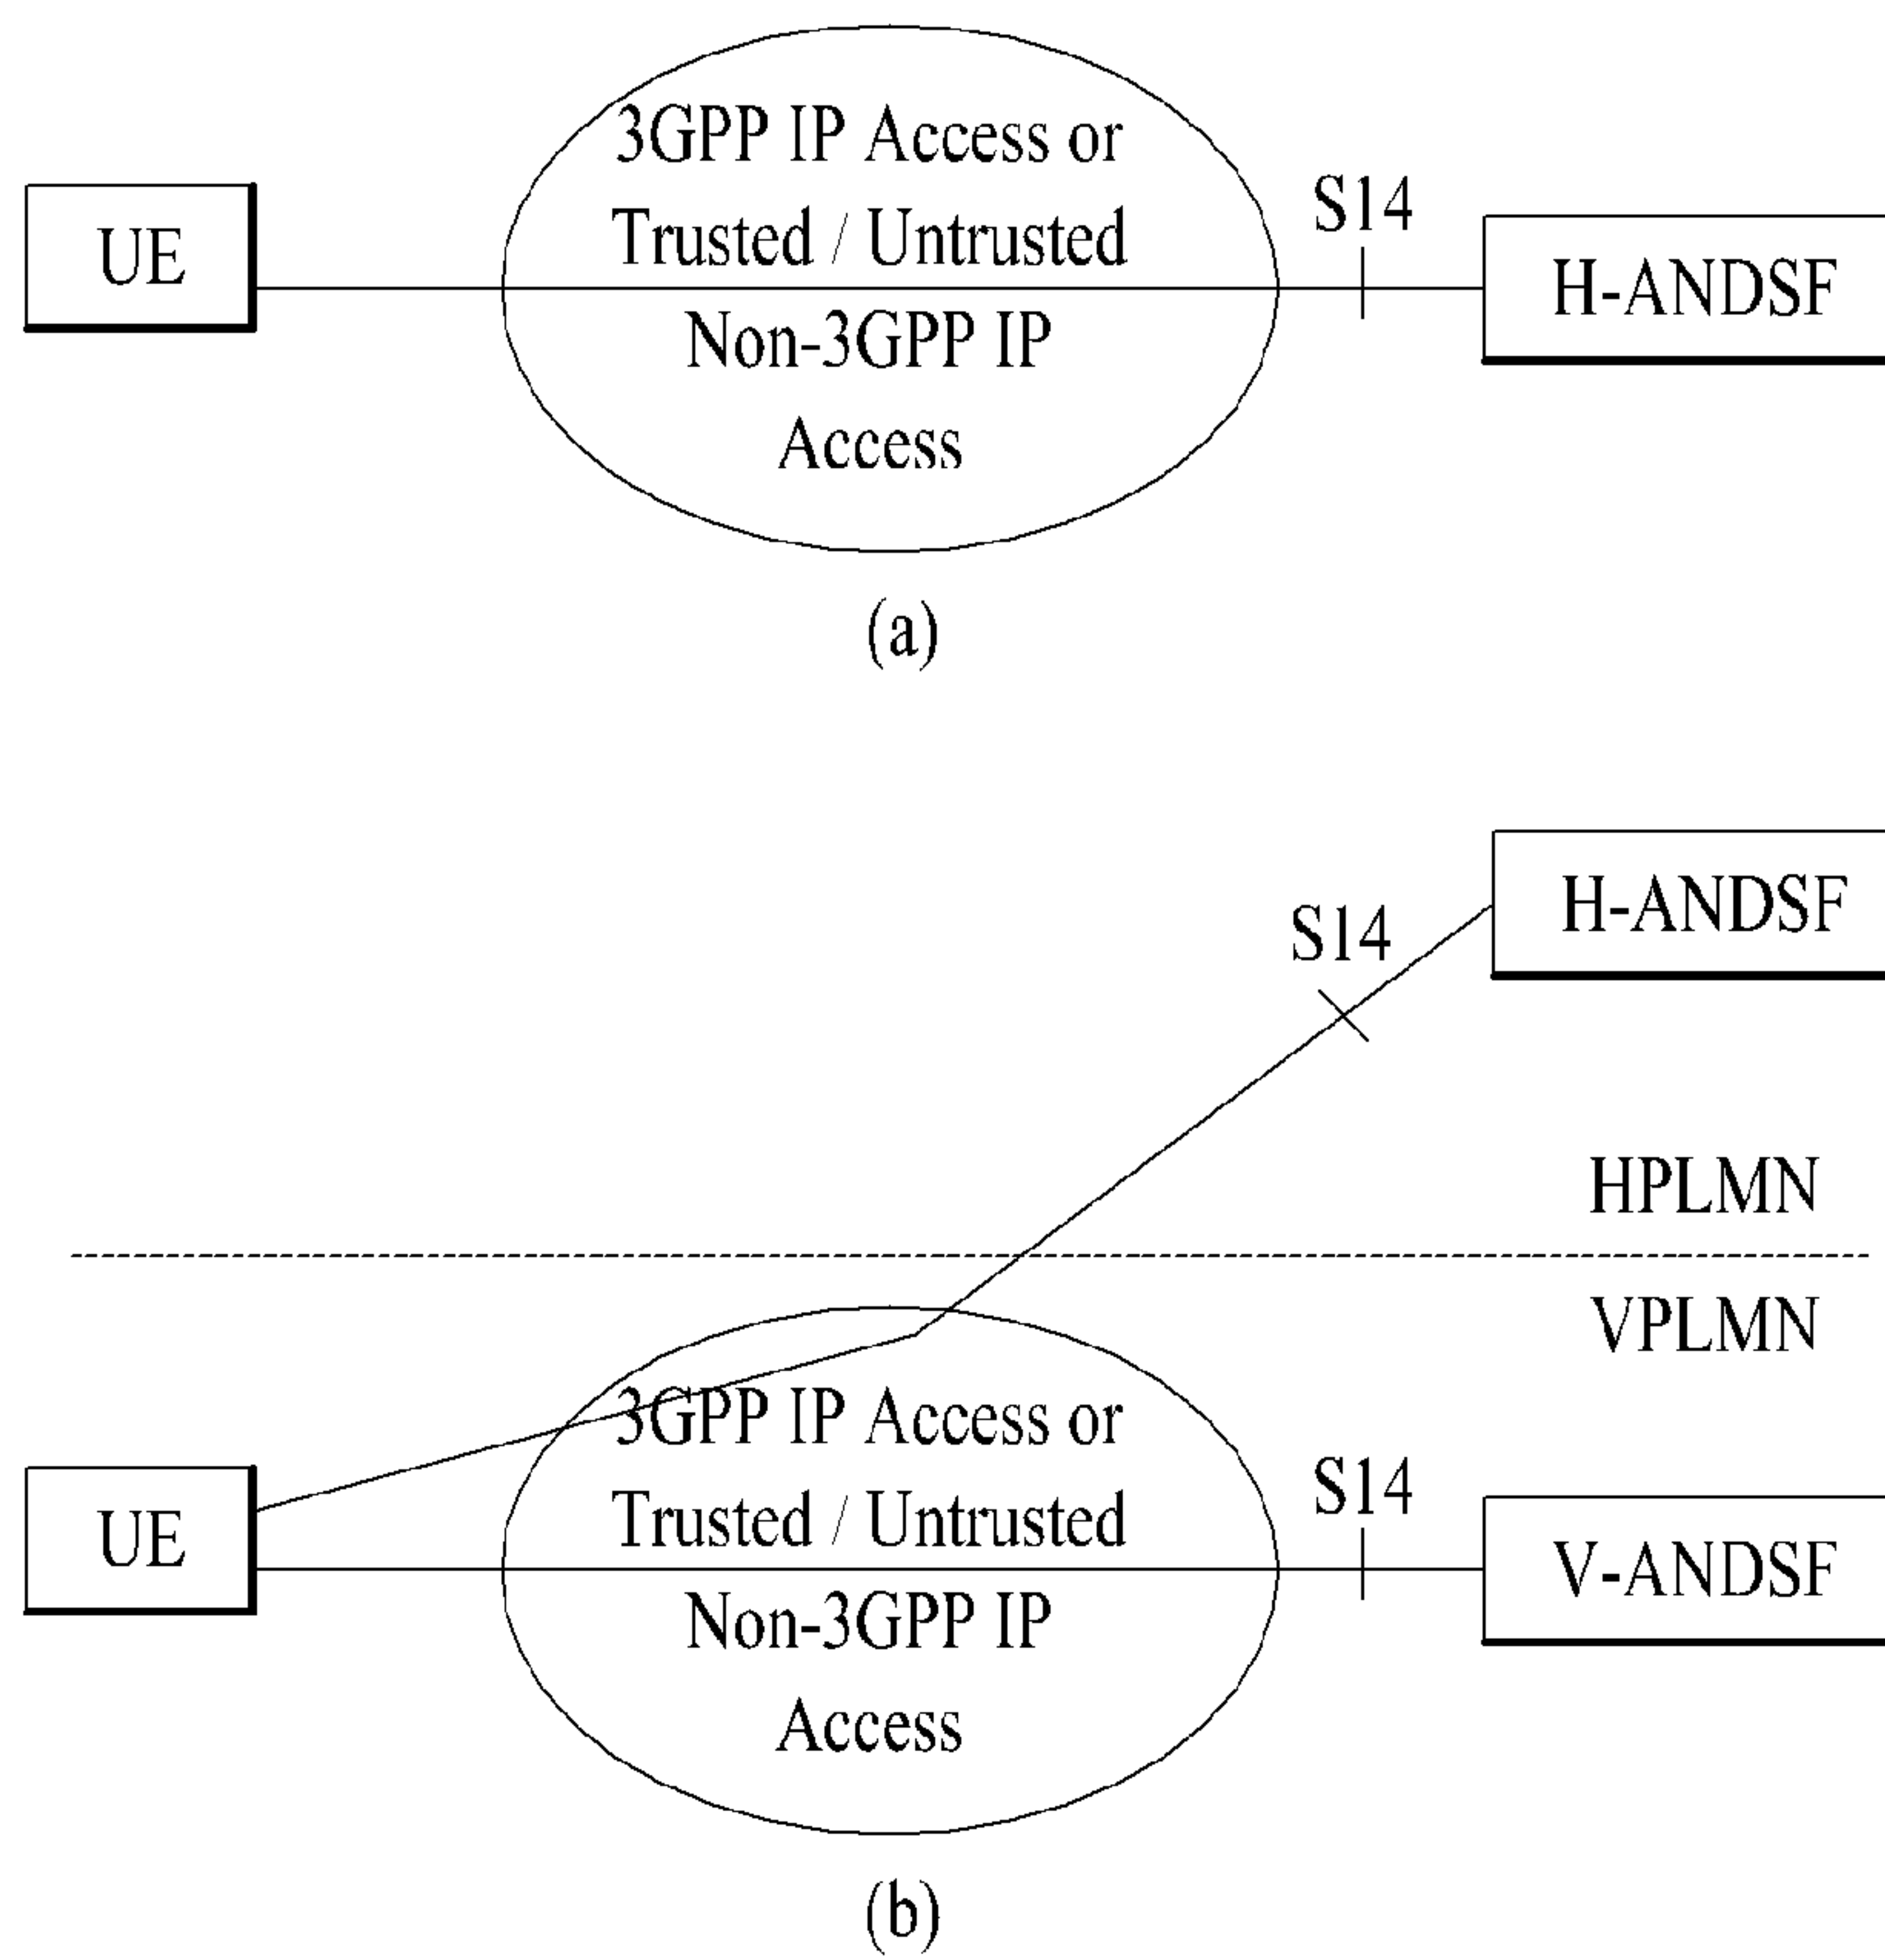 3GPP IP Access or
Trusted / Untrusted
Non-3GPP IP
Access
UE
S14
H-ANDSF
(a)
H-ANDSF
S14
HPLMN
VPLMN
3GPP IP Access or
Trusted / Untrusted
Non-3GPP IP
Access
UE
S14
V-ANDSF
(b)